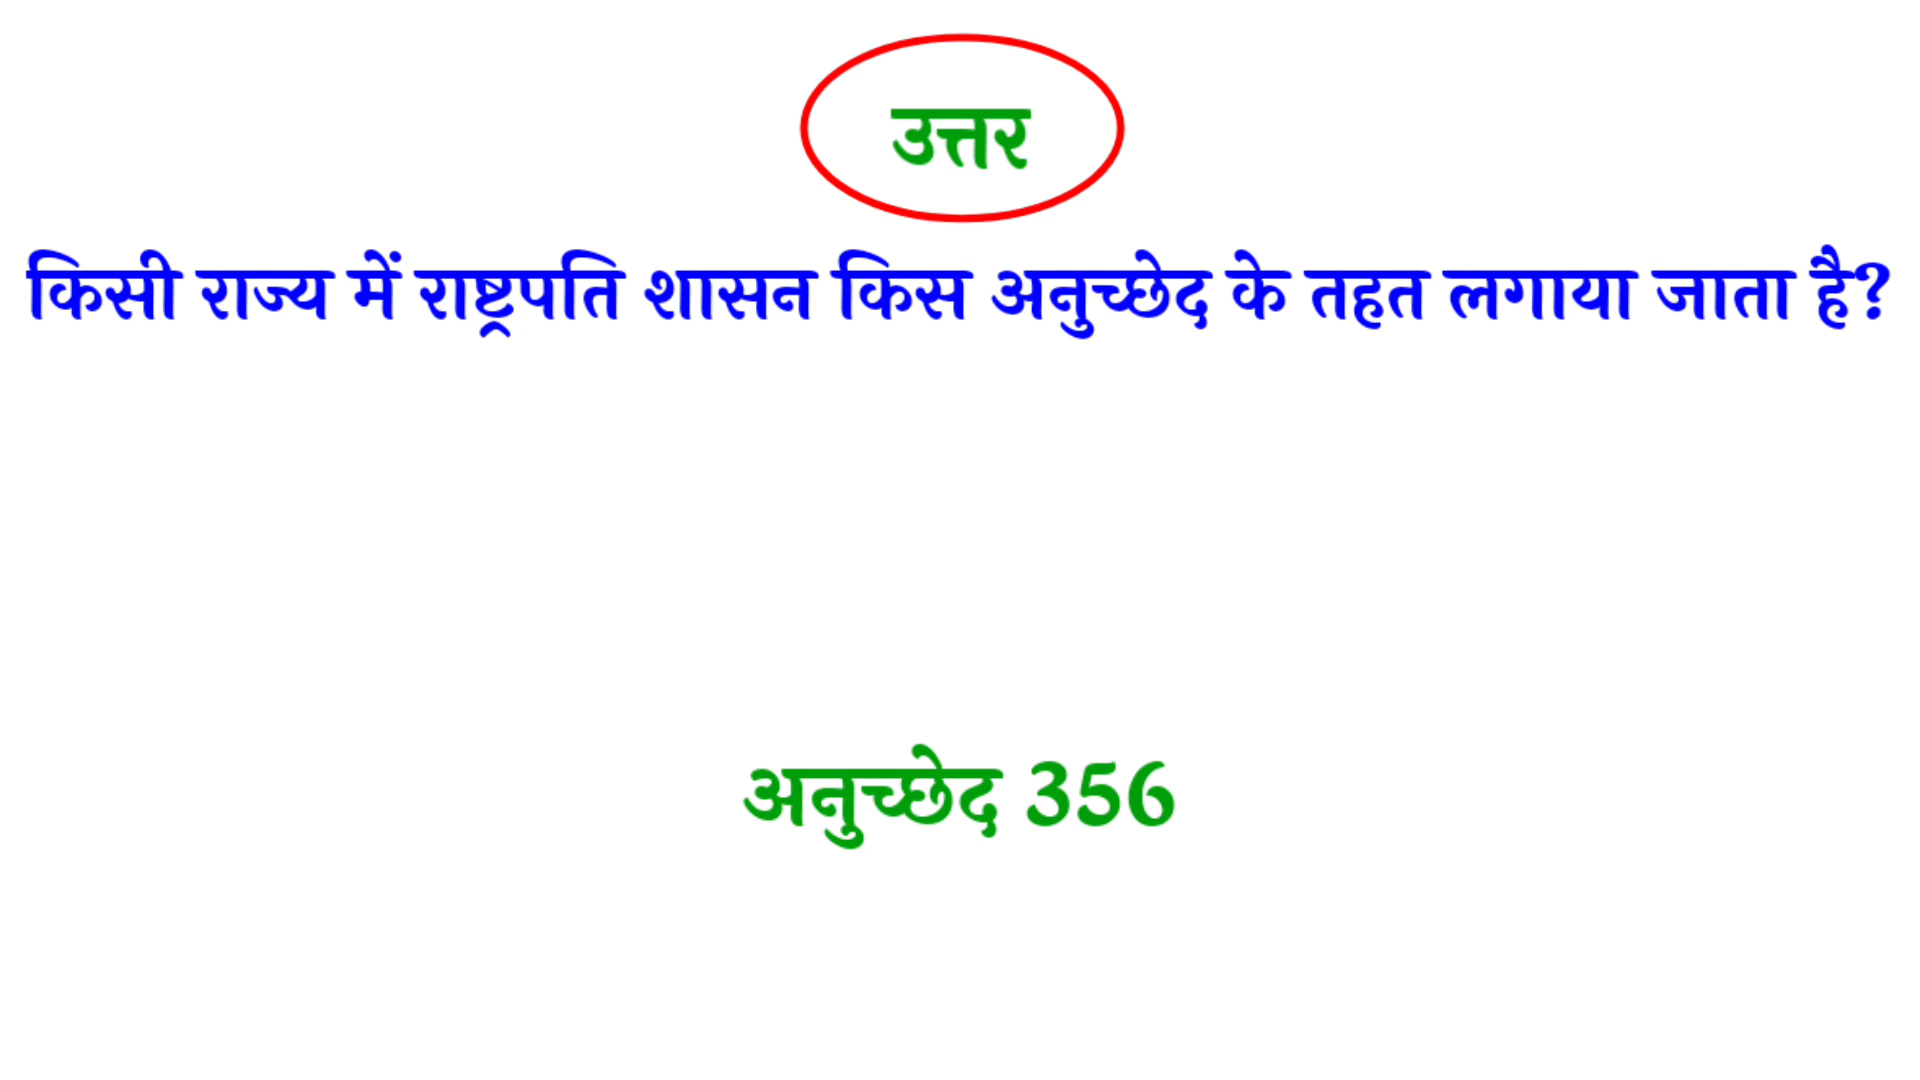 उत्तर
किसी राज्य में राष्ट्रपति शासन किस अनुच्छेद के तहत लगाया जाता है?
अनुच्छेद 356